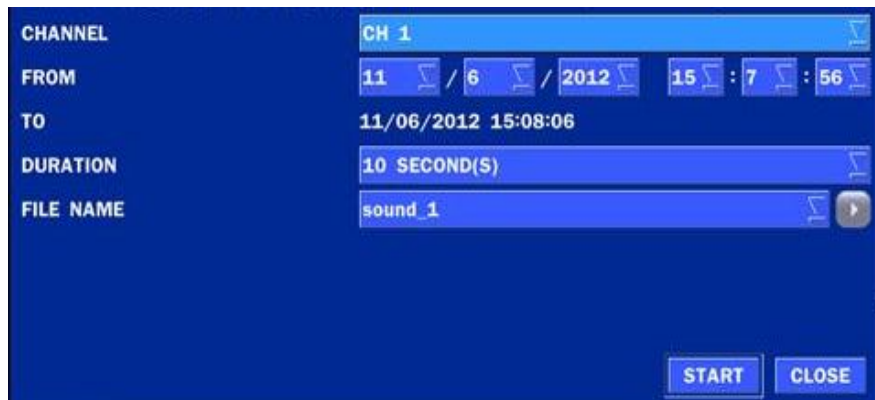 CHANNEL CH 1
FROM 11 / 6 / 2012 15 : 7 : 56
TO 11/06/2012 15:08:06
DURATION 10 SECOND(S)
FILE NAME sound_1
START CLOSE